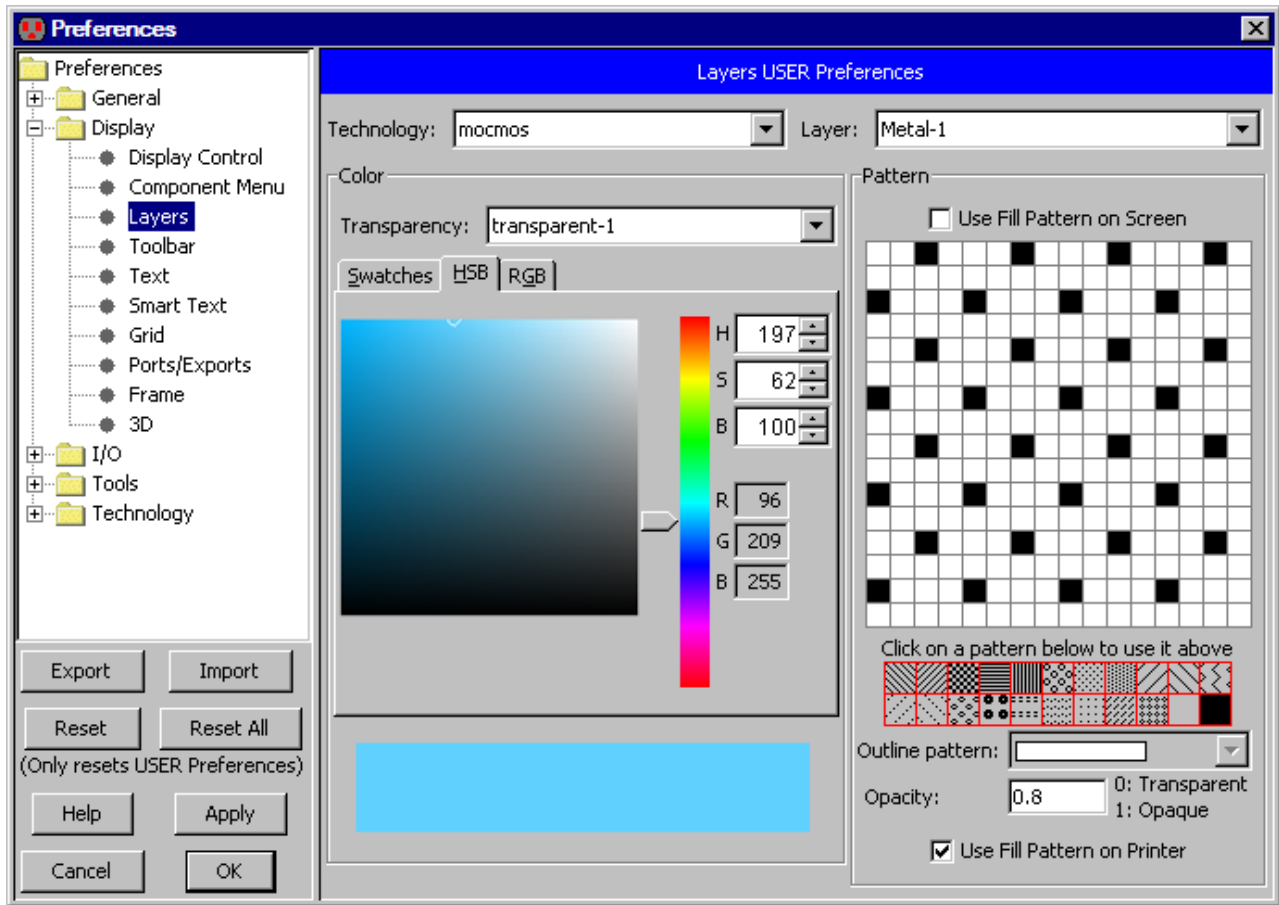 Preferences
Preferences
General
Display
Display Control
Component Menu
Layers
Toolbar
Text
Smart Text
Grid
Ports/Exports
Frame
3D
I/O
Tools
Technology
Export Import
Reset Reset All
(Only resets USER Preferences)
Help Apply
Cancel OK
Layers USER Preferences
Technology: mocmos Layer: Metal-1
Color
Transparency: transparent-1
Swatches HSB RGB
H 197
S 62
B 100
R 96
G 209
B 255
Pattern
Use Fill Pattern on Screen
Click on a pattern below to use it above
Outline pattern:
Opacity: 0.8 0: Transparent
1: Opaque
Use Fill Pattern on Printer